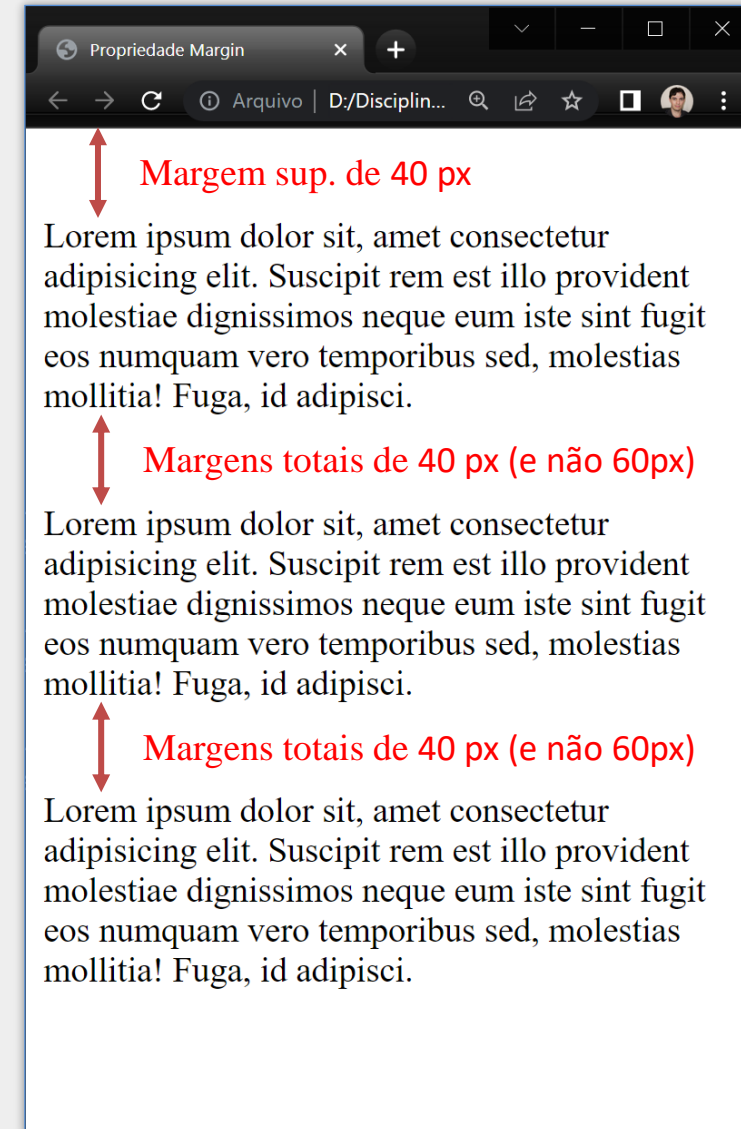 Propriedade Margin
Arquivo | D:/Disciplin...
Margem sup. de 40 px
Lorem ipsum dolor sit, amet consectetur
adipisicing elit. Suscipit rem est illo provident
molestiae dignissimos neque eum iste sint fugit
eos numquam vero temporibus sed, molestias
mollitia! Fuga, id adipisci.
Margens totais de 40 px (e não 60px)
Lorem ipsum dolor sit, amet consectetur
adipisicing elit. Suscipit rem est illo provident
molestiae dignissimos neque eum iste sint fugit
eos numquam vero temporibus sed, molestias
mollitia! Fuga, id adipisci.
Margens totais de 40 px (e não 60px)
Lorem ipsum dolor sit, amet consectetur
adipisicing elit. Suscipit rem est illo provident
molestiae dignissimos neque eum iste sint fugit
eos numquam vero temporibus sed, molestias
mollitia! Fuga, id adipisci.